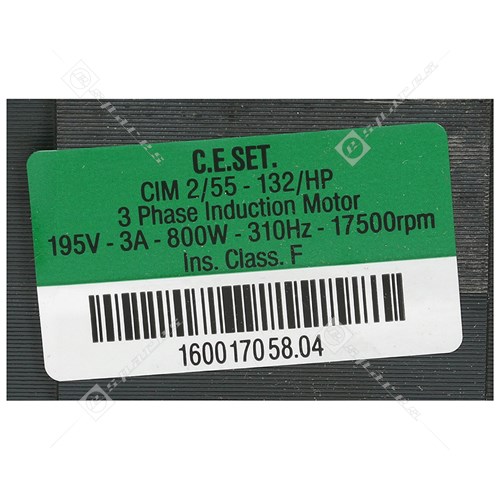 C.E.SET.
CIM 2/55 - 132/HP
3 Phase Induction Motor
195V - 3A - 800W - 310Hz - 17500rpm
Ins. Class. F
160017058.04